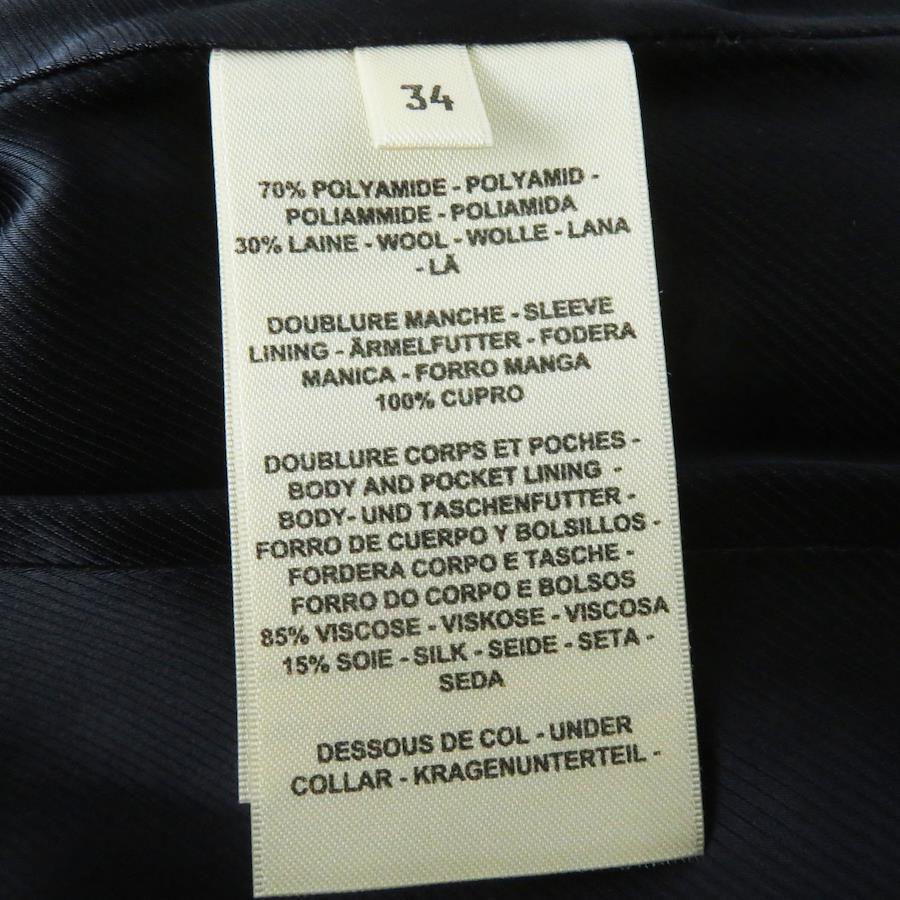 34
70% POLYAMIDE - POLYAMID -
POLIAMMIDE - POLIAMIDA
30% LAINE - WOOL - WOLLE - LANA
- LÃ
DOUBLURE MANCHE - SLEEVE
LINING - ÄRMELFUTTER - FODERA
MANICA - FORRO MANGA
100% CUPRO
DOUBLURE CORPS ET POCHES -
BODY AND POCKET LINING -
BODY- UND TASCHENFUTTER -
FORRO DE CUERPO Y BOLSILLOS -
FORDERA CORPO E TASCHE -
FORRO DO CORPO E BOLSOS
85% VISCOSE - VISKOSE - VISCOSA
15% SOIE - SILK - SEIDE - SETA -
SEDA
DESSOUS DE COL - UNDER
COLLAR - KRAGENUNTERTEIL -